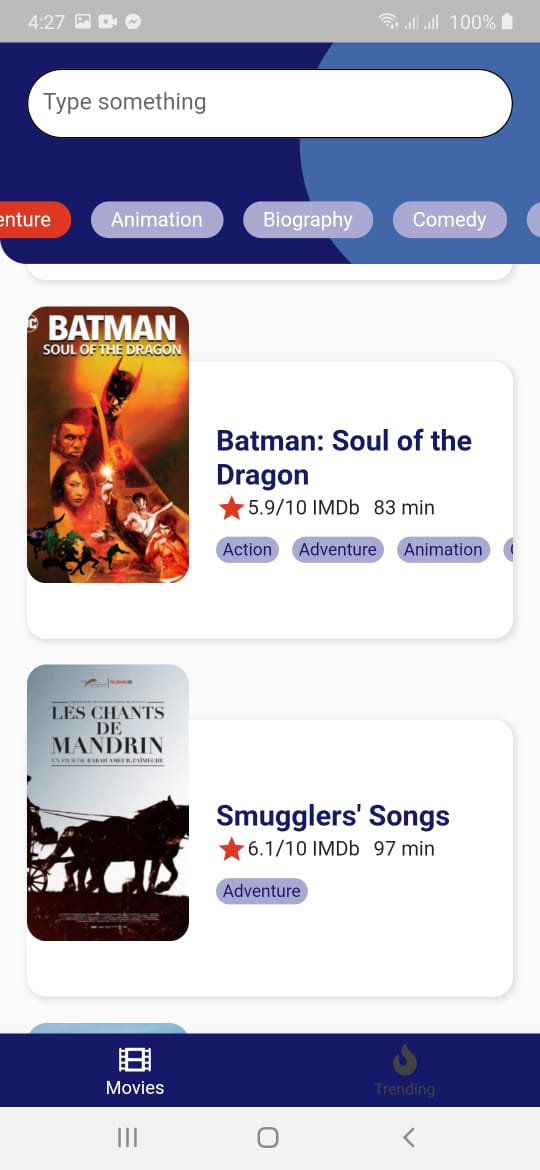 4:27
100%
Type something
enture
Animation
Biography
Comedy
BATMAN
SOUL OF THE DRAGON
Batman: Soul of the
Dragon
5.9/10 IMDb 83 min
Action Adventure Animation
LES CHANTS
DE
MANDRIN
UN FILM DE RABAH AMEUR-ZAÏMECHE
Smugglers' Songs
6.1/10 IMDb 97 min
Adventure
Movies
Trending